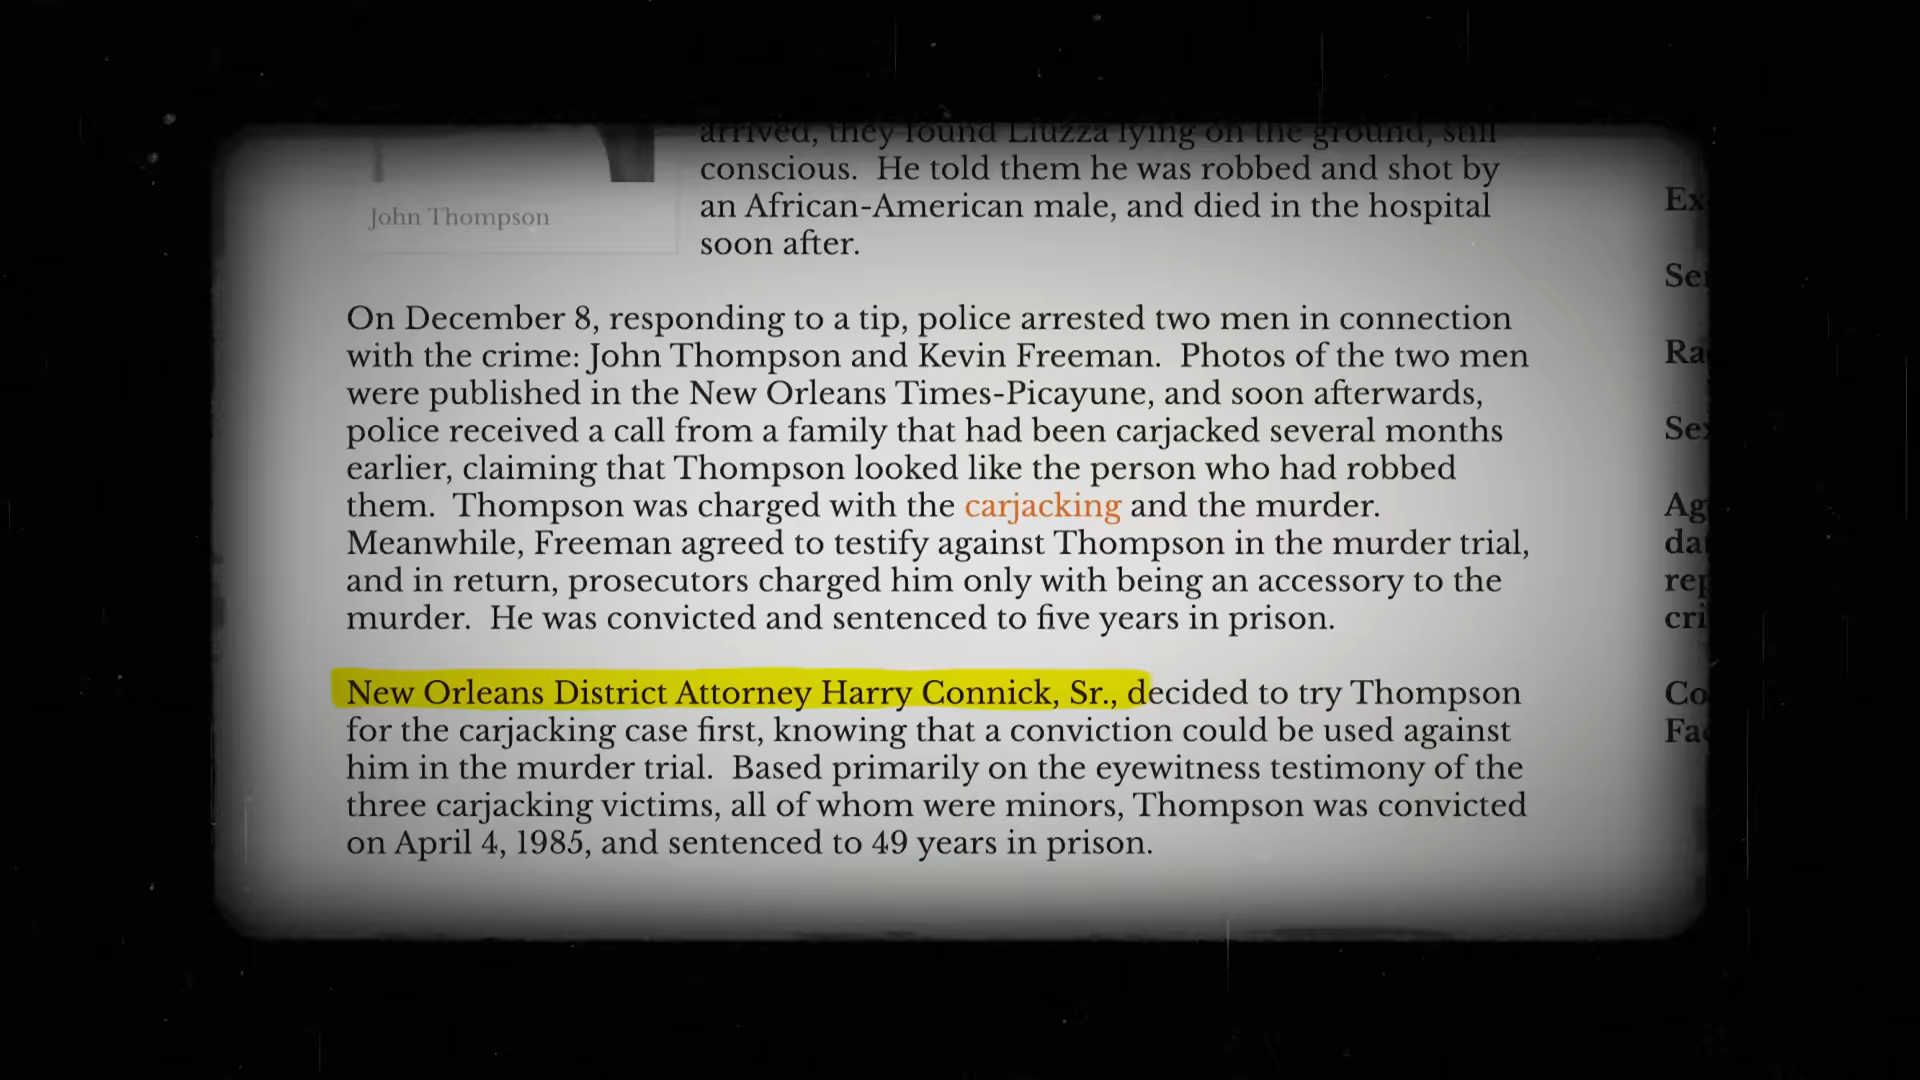 arrived, they found Liuzza lying on the ground, still
conscious.  He told them he was robbed and shot by
an African-American male, and died in the hospital
soon after.
John Thompson
On December 8, responding to a tip, police arrested two men in connection
with the crime: John Thompson and Kevin Freeman.  Photos of the two men
were published in the New Orleans Times-Picayune, and soon afterwards,
police received a call from a family that had been carjacked several months
earlier, claiming that Thompson looked like the person who had robbed
them.  Thompson was charged with the carjacking and the murder.
Meanwhile, Freeman agreed to testify against Thompson in the murder trial,
and in return, prosecutors charged him only with being an accessory to the
murder.  He was convicted and sentenced to five years in prison.
New Orleans District Attorney Harry Connick, Sr., decided to try Thompson
for the carjacking case first, knowing that a conviction could be used against
him in the murder trial.  Based primarily on the eyewitness testimony of the
three carjacking victims, all of whom were minors, Thompson was convicted
on April 4, 1985, and sentenced to 49 years in prison.